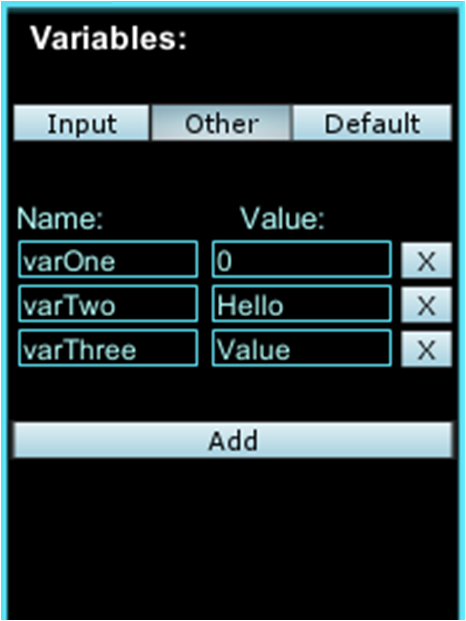 Variables:
Input Other Default
Name: Value:
varOne 0 X
varTwo Hello X
varThree Value X
Add